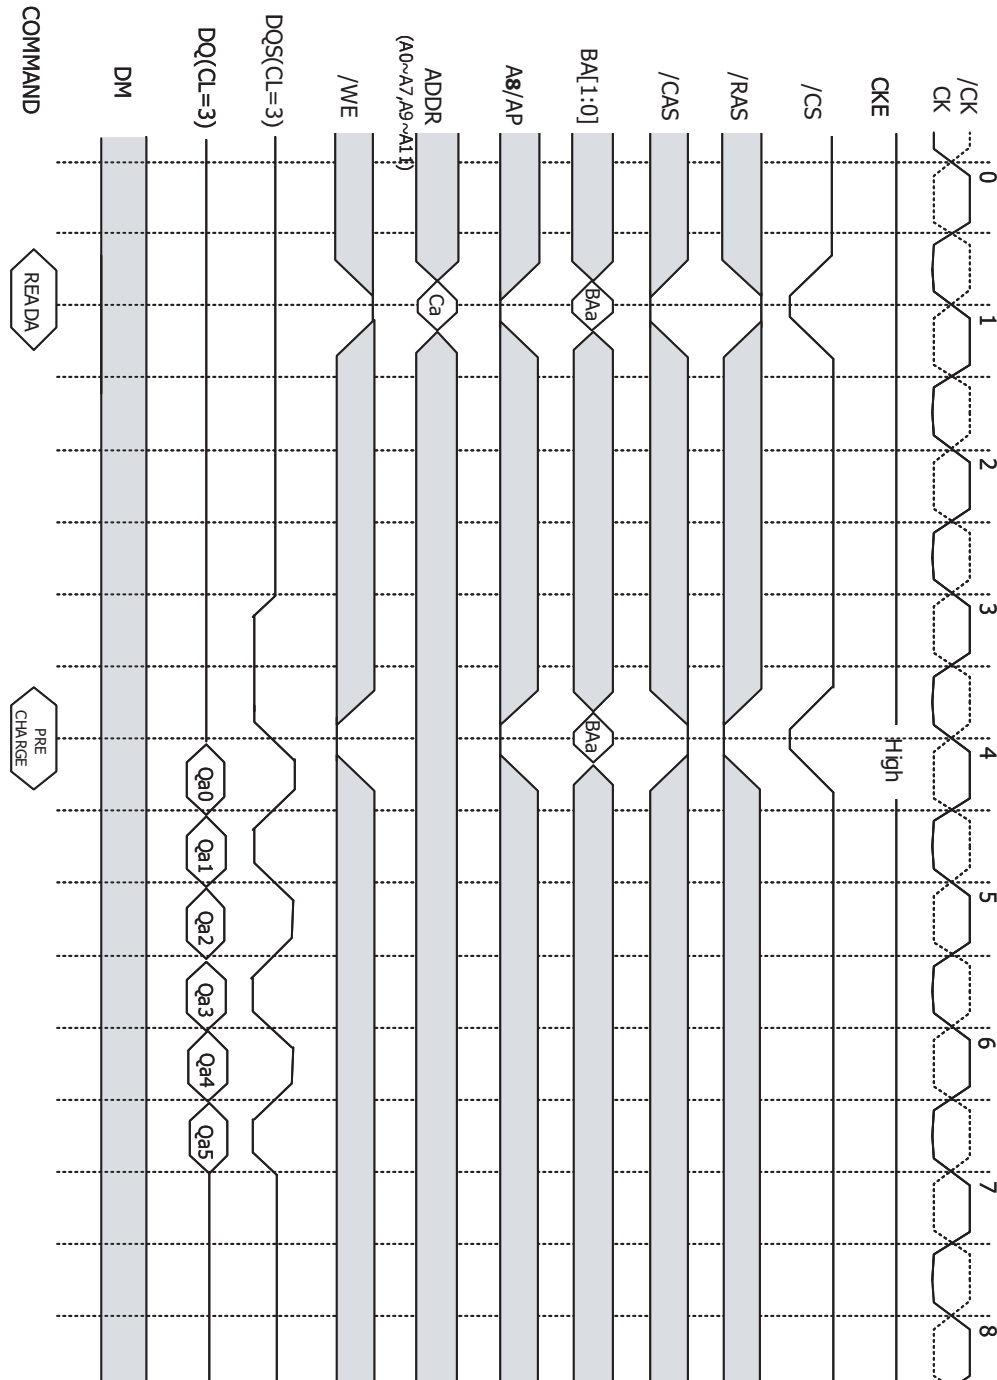 0
1
2
3
4
5
6
7
8
/CK
CK
CKE
High
/CS
/RAS
/CAS
BA[1:0]
BAa
BAa
A8/AP
ADDR
(A0~A7,A9~A11)
Ca
/WE
DQS(CL=3)
DQ(CL=3)
Qa0
Qa1
Qa2
Qa3
Qa4
Qa5
DM
COMMAND
READA
PRE
CHARGE